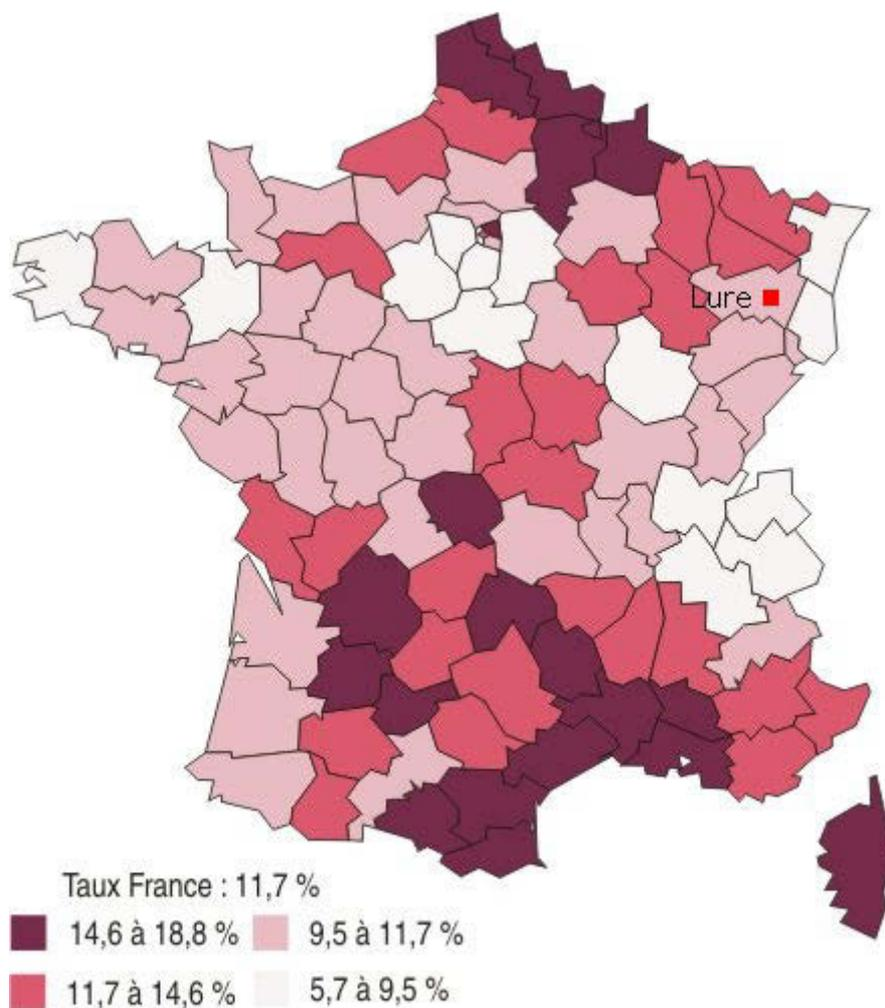 Lure
Taux France : 11,7 %
14,6 à 18,8 %
9,5 à 11,7 %
11,7 à 14,6 %
5,7 à 9,5 %